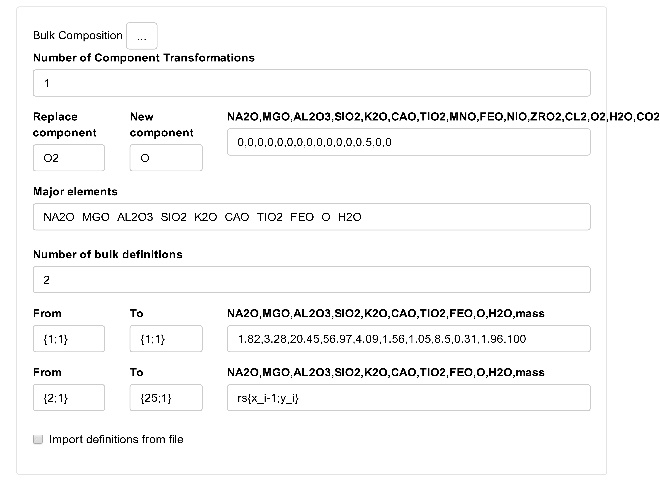 Bulk Composition ...
Number of Component Transformations
1
Replace component
New component
NA2O,MGO,AL2O3,SIO2,K2O,CAO,TIO2,MNO,FEO,NIO,ZRO2,CL2,O2,H2O,CO2
O2
O
0,0,0,0,0,0,0,0,0,0,0,0,0.5,0,0
Major elements
NA2O MGO AL2O3 SIO2 K2O CAO TIO2 FEO O H2O
Number of bulk definitions
2
From
To
NA2O,MGO,AL2O3,SIO2,K2O,CAO,TIO2,FEO,O,H2O,mass
{1;1}
{1;1}
1.82,3.28,20.45,56.97,4.09,1.56,1.05,8.5,0.31,1.96,100
From
To
NA2O,MGO,AL2O3,SIO2,K2O,CAO,TIO2,FEO,O,H2O,mass
{2;1}
{25;1}
rs{x_i-1;y_i}
Import definitions from file